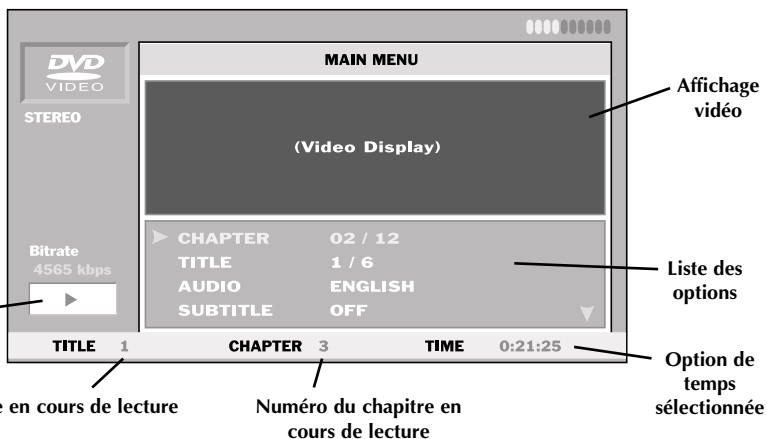 MAIN MENU
DVD
VIDEO
STEREO
(Video Display)
Affichage
vidéo
CHAPTER 02 / 12
TITLE 1 / 6
AUDIO ENGLISH
SUBTITLE OFF
Bitrate
4565 kbps
Liste des
options
TITLE 1 CHAPTER 3 TIME 0:21:25
Option de
temps
sélectionnée
en cours de lecture
Numéro du chapitre en
cours de lecture